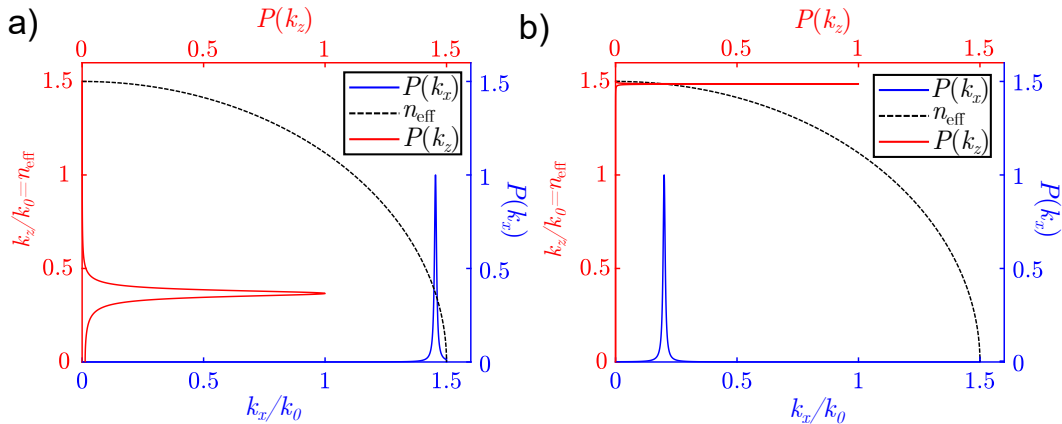 a)
P(k_z)
0 0.5 1 1.5
1.5 1 0.5 0
k_z/k_0=n_eff
P(k_x)
n_eff
P(k_z)
1.5 1 0.5 0
P(k_x)
0 0.5 1 1.5
k_x/k_0
b)
P(k_z)
0 0.5 1 1.5
1.5 1 0.5 0
k_z/k_0=n_eff
P(k_x)
n_eff
P(k_z)
1.5 1 0.5 0
P(k_x)
0 0.5 1 1.5
k_x/k_0